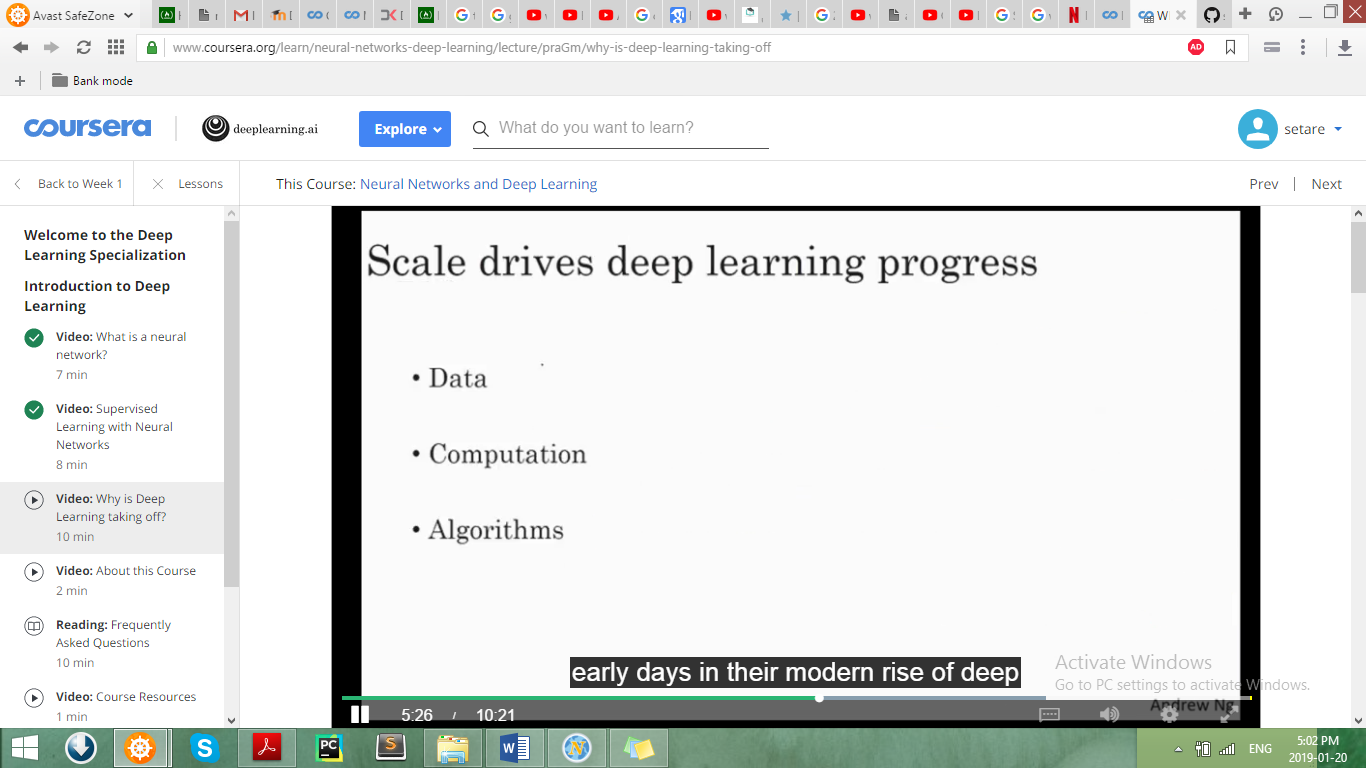 Avast SafeZone
www.coursera.org/learn/neural-networks-deep-learning/lecture/praGm/why-is-deep-learning-taking-off
AD
Bank mode
coursera
deeplearning.ai
Explore
What do you want to learn?
setare
Back to Week 1
Lessons
This Course: Neural Networks and Deep Learning
Prev | Next
Welcome to the Deep
Learning Specialization
Introduction to Deep
Learning
Video: What is a neural
network?
7 min
Video: Supervised
Learning with Neural
Networks
8 min
Video: Why is Deep
Learning taking off?
10 min
Video: About this Course
2 min
Reading: Frequently
Asked Questions
10 min
Video: Course Resources
1 min
Scale drives deep learning progress
• Data
• Computation
• Algorithms
early days in their modern rise of deep
Activate Windows
Go to PC settings to activate Windows.
Andrew Ng
5:26 / 10:21
ENG
5:02 PM
2019-01-20